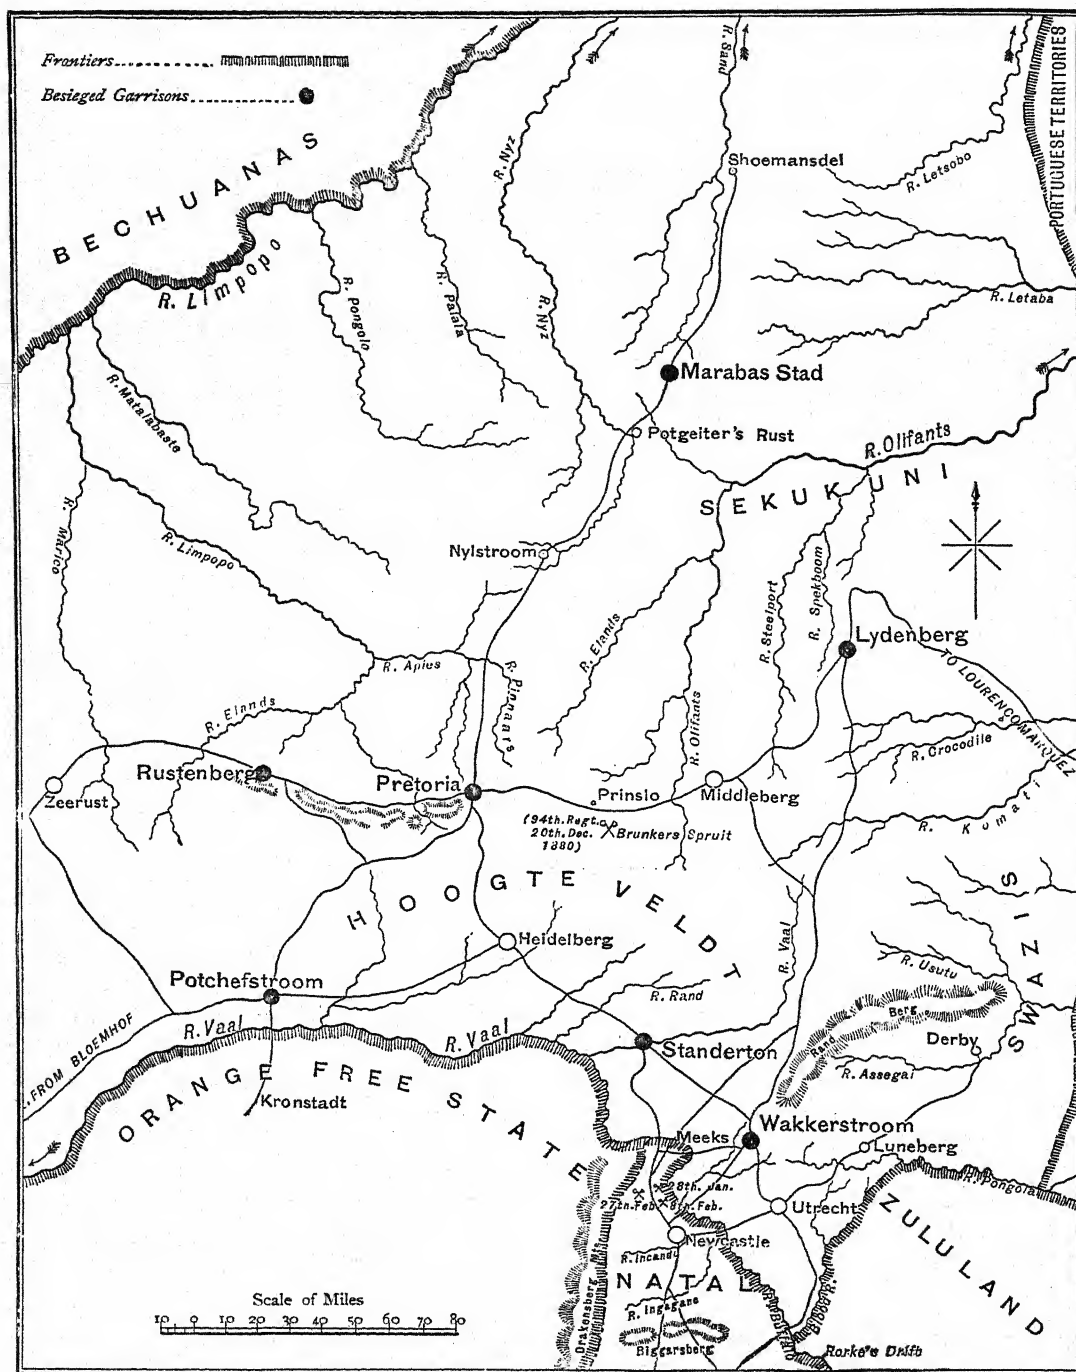 Frontiers
Besieged Garrisons
BECHUANAS
R. Limpopo
R. Nyz
R. Sand
PORTUGUESE TERRITORIES
Shoemansdel
R. Letsobo
R. Letaba
R. Pongolo
R. Palala
R. Nyz
Marabas Stad
R. Matalabaste
Potgeiter's Rust
R. Olifants
SEKUKUNI
R. Marico
R. Limpopo
Nylstroom
R. Elands
R. Steelport
R. Spekboom
Lydenberg
TO LOURENCO MARQUEZ
R. Apies
R. Pinnaars
R. Elands
R. Olifants
R. Crocodile
Zeerust
Rustenberg
Pretoria
Prinslo
Middleberg
(94th. Regt.
20th. Dec.
1880)
Brunkers Spruit
R. Komati
HOOGTE VELDT
Heidelberg
R. Vaal
SWAZIS
R. Usutu
Potchefstroom
R. Rand
Rand Berg
Derby
FROM BLOEMHOF
R. Vaal
R. Vaal
Standerton
R. Assegai
ORANGE FREE STATE
Kronstadt
Meeks
Wakkerstroom
Luneberg
R. Pongola
28th. Jan.
27th. Feb.
8th. Feb.
Utrecht
ZULULAND
Newcastle
R. Incandu
NATAL
R. Ingagane
Drakensberg Mts.
Biggarsberg
R. Buffalo
Blood R.
Rorke's Drift
Scale of Miles
10 0 10 20 30 40 50 60 70 80